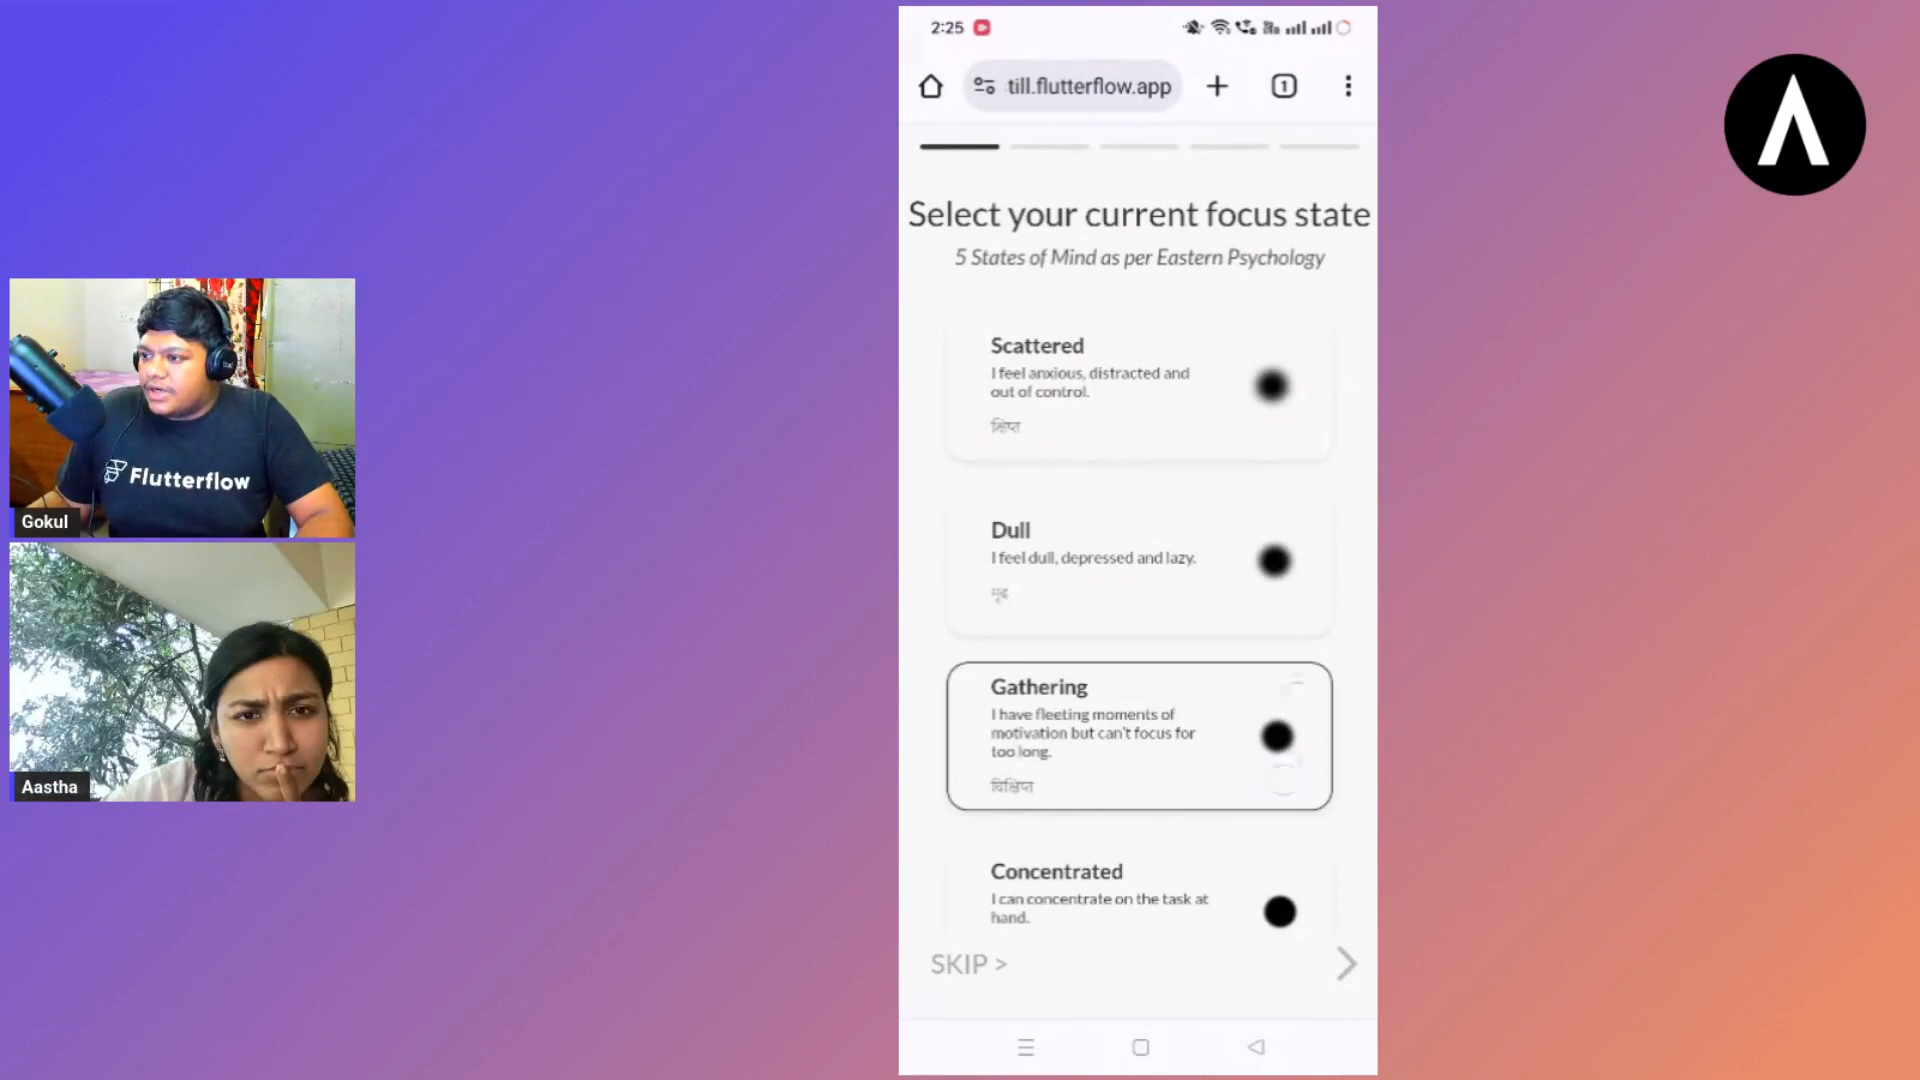 2:25
till.flutterflow.app
1
Select your current focus state
5 States of Mind as per Eastern Psychology
Scattered
I feel anxious, distracted and
out of control.
क्षिप्त
Dull
I feel dull, depressed and lazy.
मूढ
Gathering
I have fleeting moments of
motivation but can't focus for
too long.
विक्षिप्त
Concentrated
I can concentrate on the task at
hand.
SKIP >
Flutterflow
Gokul
Aastha